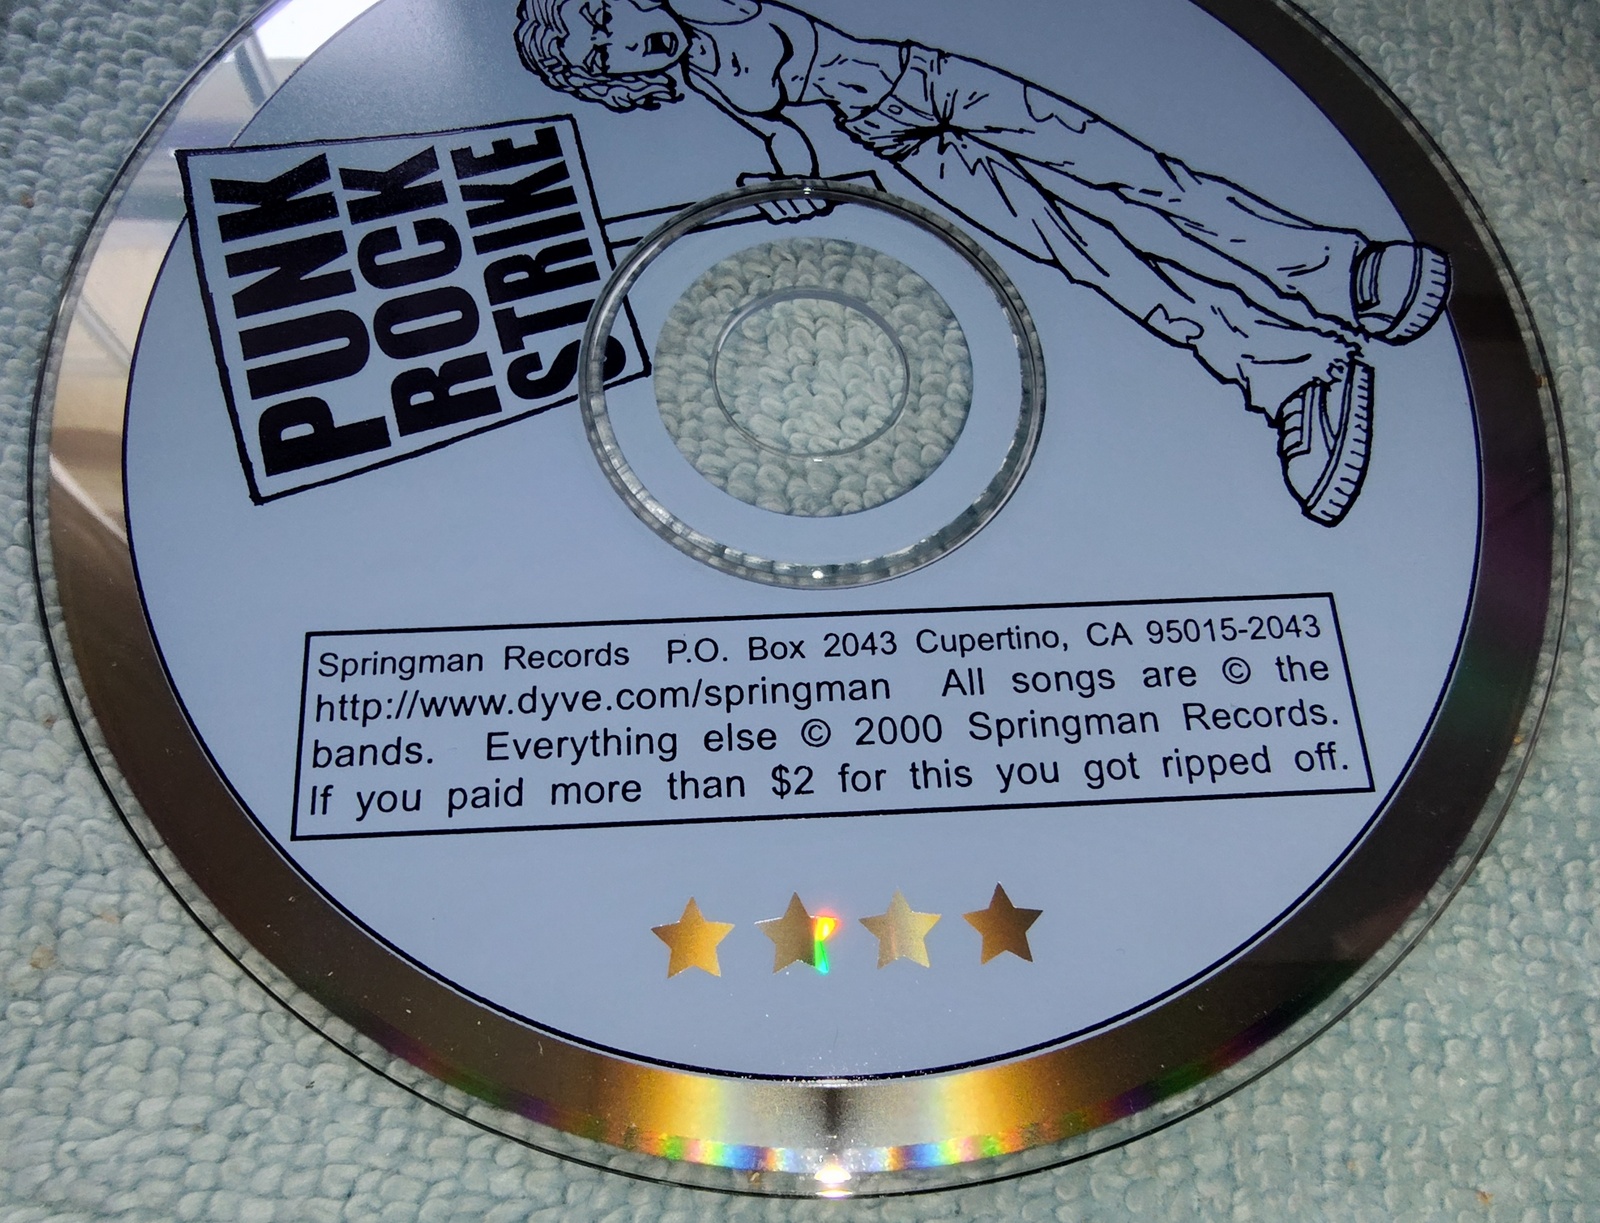 PUNK
ROCK
STRIKE
Springman Records P.O. Box 2043 Cupertino, CA 95015-2043
http://www.dyve.com/springman All songs are © the
bands. Everything else © 2000 Springman Records.
If you paid more than $2 for this you got ripped off.